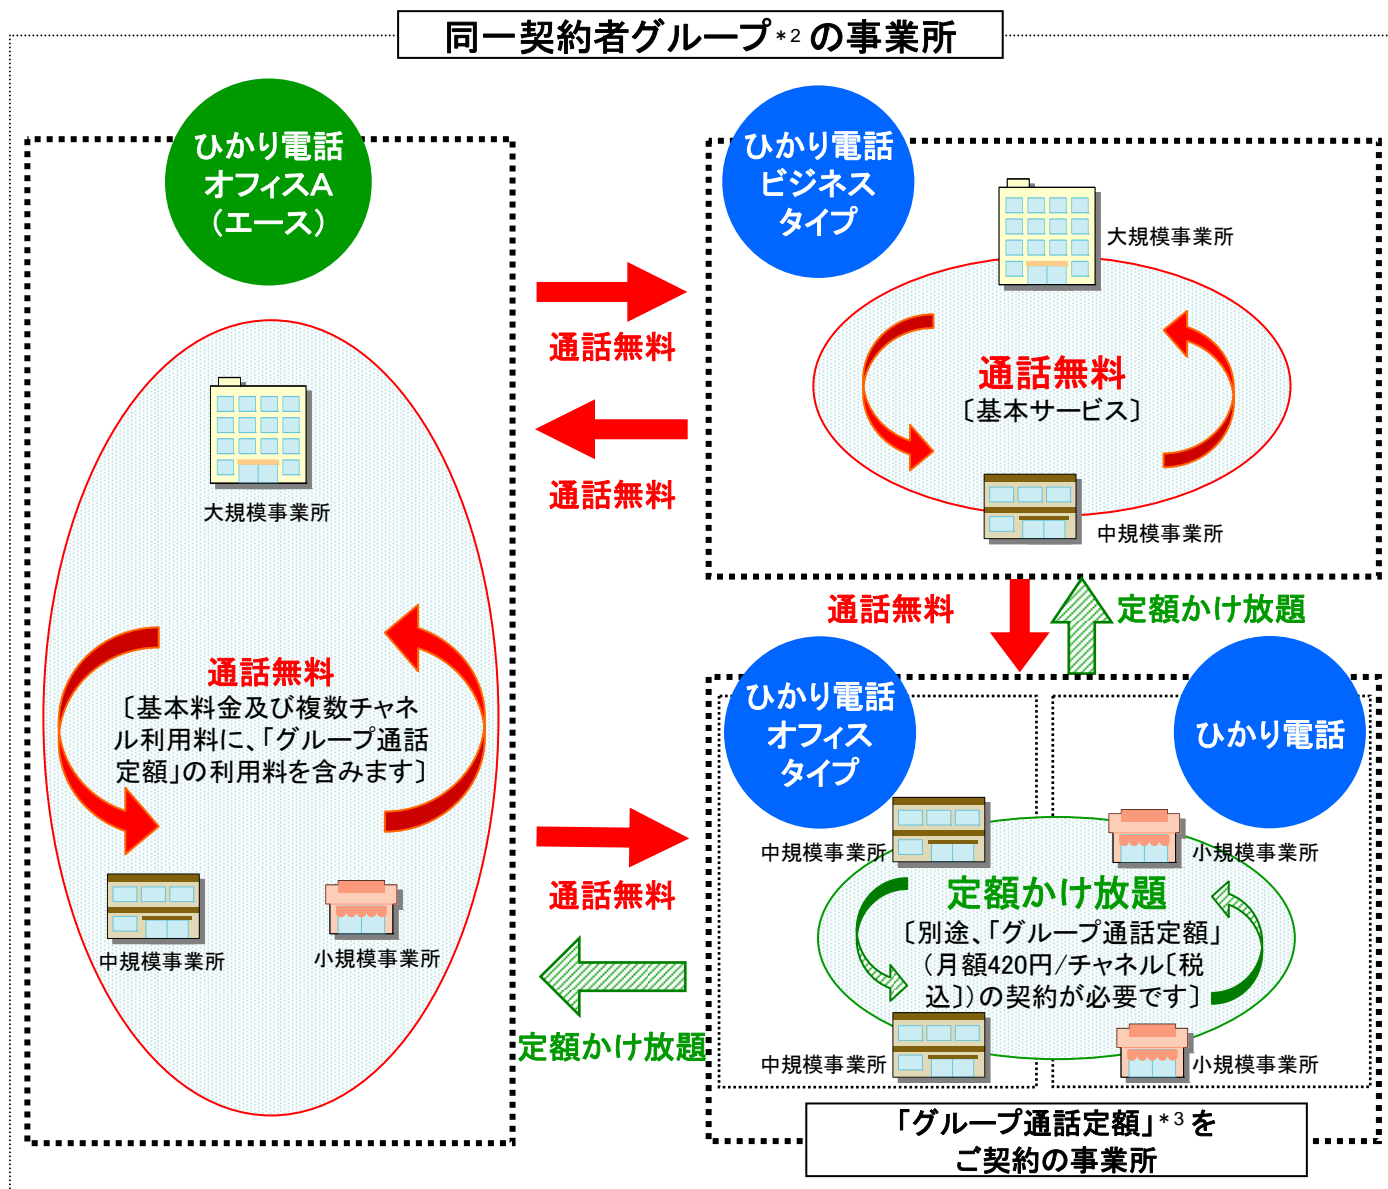 同一契約者グループ*2の事業所
ひかり電話
オフィスA
（エース）
大規模事業所
通話無料
〔基本料金及び複数チャネ
ル利用料に、「グループ通話
定額」の利用料を含みます〕
中規模事業所
小規模事業所
通話無料
通話無料
ひかり電話
ビジネス
タイプ
大規模事業所
通話無料
〔基本サービス〕
中規模事業所
通話無料
定額かけ放題
通話無料
定額かけ放題
ひかり電話
オフィス
タイプ
ひかり電話
中規模事業所
小規模事業所
定額かけ放題
〔別途、「グループ通話定額」
（月額420円/チャネル〔税
込〕）の契約が必要です〕
中規模事業所
小規模事業所
「グループ通話定額」*3を
ご契約の事業所